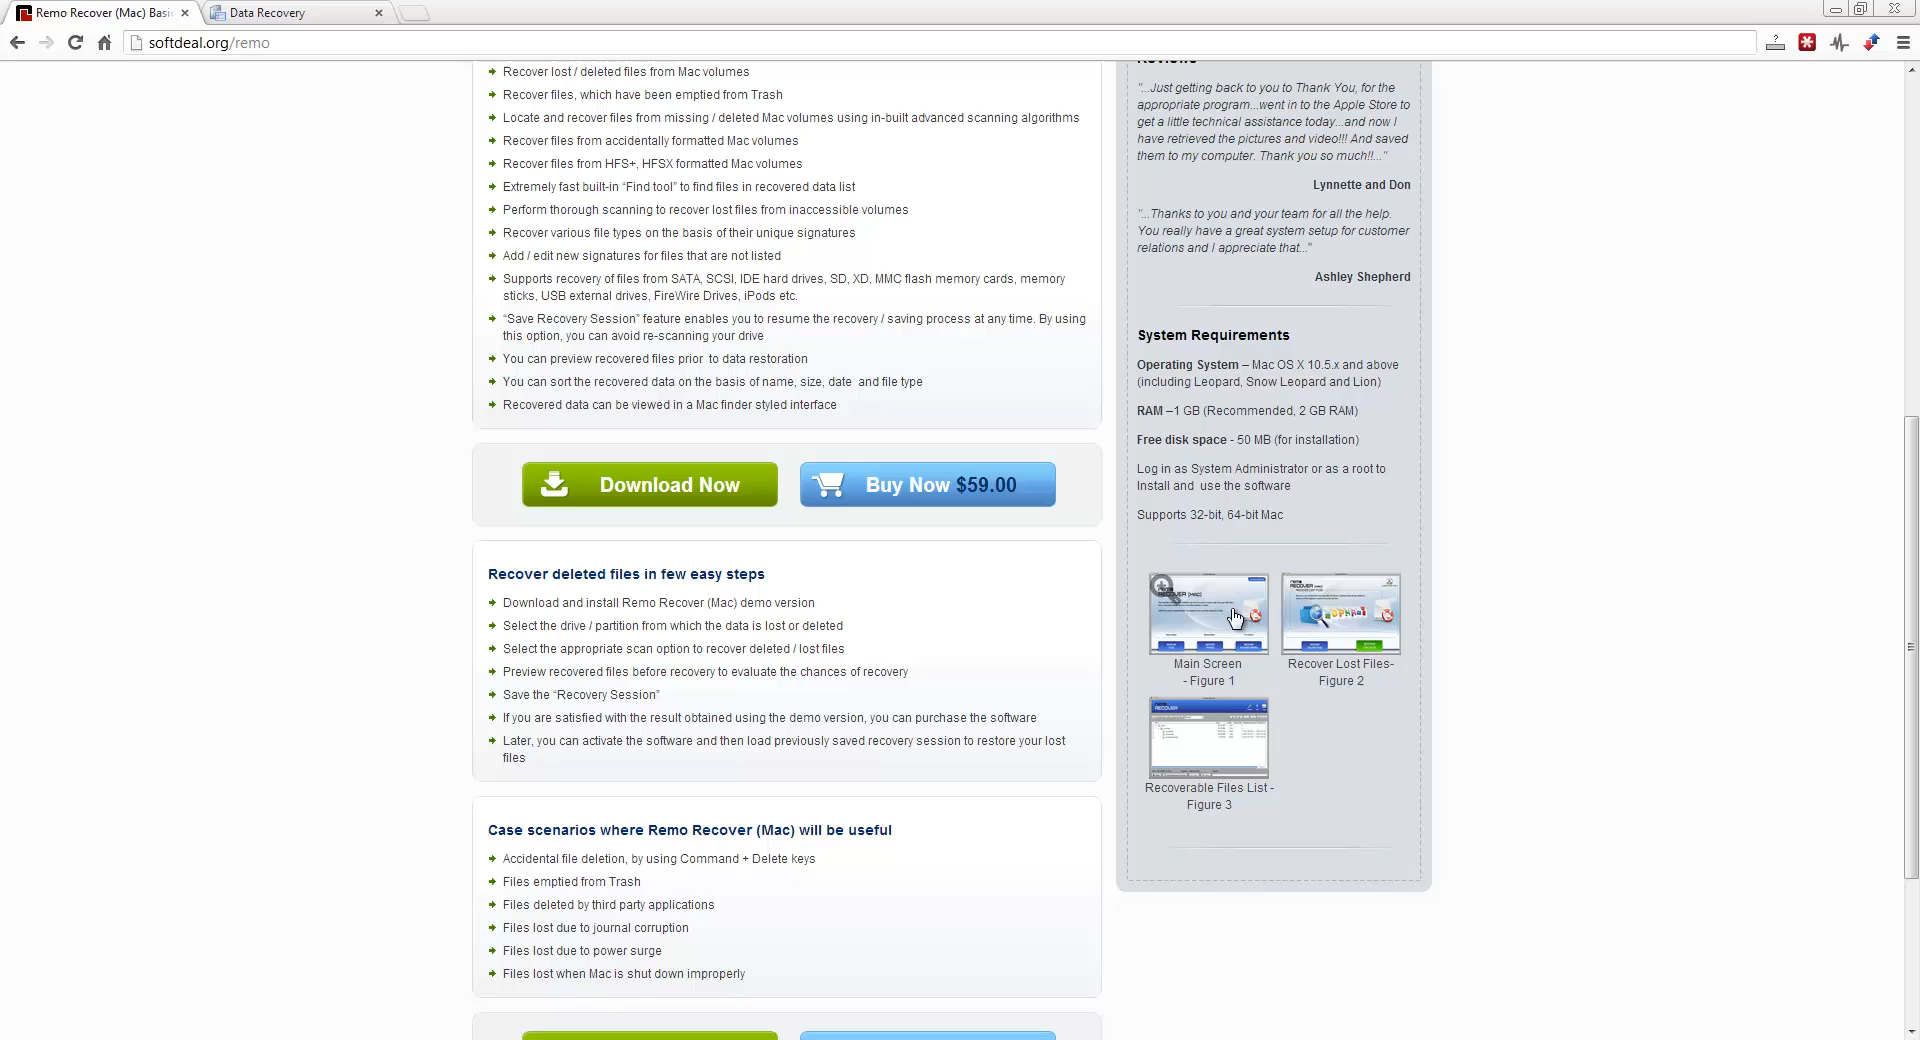 Remo Recover (Mac) Basi
Data Recovery
softdeal.org/remo
Recover lost / deleted files from Mac volumes
Recover files, which have been emptied from Trash
Locate and recover files from missing / deleted Mac volumes using in-built advanced scanning algorithms
Recover files from accidentally formatted Mac volumes
Recover files from HFS+, HFSX formatted Mac volumes
Extremely fast built-in “Find tool” to find files in recovered data list
Perform thorough scanning to recover lost files from inaccessible volumes
Recover various file types on the basis of their unique signatures
Add / edit new signatures for files that are not listed
Supports recovery of files from SATA, SCSI, IDE hard drives, SD, XD, MMC flash memory cards, memory
sticks, USB external drives, FireWire Drives, iPods etc.
“Save Recovery Session” feature enables you to resume the recovery / saving process at any time. By using
this option, you can avoid re-scanning your drive
You can preview recovered files prior to data restoration
You can sort the recovered data on the basis of name, size, date and file type
Recovered data can be viewed in a Mac finder styled interface
Download Now
Buy Now $59.00
Recover deleted files in few easy steps
Download and install Remo Recover (Mac) demo version
Select the drive / partition from which the data is lost or deleted
Select the appropriate scan option to recover deleted / lost files
Preview recovered files before recovery to evaluate the chances of recovery
Save the “Recovery Session”
If you are satisfied with the result obtained using the demo version, you can purchase the software
Later, you can activate the software and then load previously saved recovery session to restore your lost
files
Case scenarios where Remo Recover (Mac) will be useful
Accidental file deletion, by using Command + Delete keys
Files emptied from Trash
Files deleted by third party applications
Files lost due to journal corruption
Files lost due to power surge
Files lost when Mac is shut down improperly
Reviews
"...Just getting back to you to Thank You, for the
appropriate program...went in to the Apple Store to
get a little technical assistance today...and now I
have retrieved the pictures and video!!! And saved
them to my computer. Thank you so much!!..."
Lynnette and Don
"...Thanks to you and your team for all the help.
You really have a great system setup for customer
relations and I appreciate that..."
Ashley Shepherd
System Requirements
Operating System – Mac OS X 10.5.x and above
(including Leopard, Snow Leopard and Lion)
RAM –1 GB (Recommended, 2 GB RAM)
Free disk space - 50 MB (for installation)
Log in as System Administrator or as a root to
Install and use the software
Supports 32-bit, 64-bit Mac
Main Screen
- Figure 1
Recover Lost Files-
Figure 2
Recoverable Files List -
Figure 3